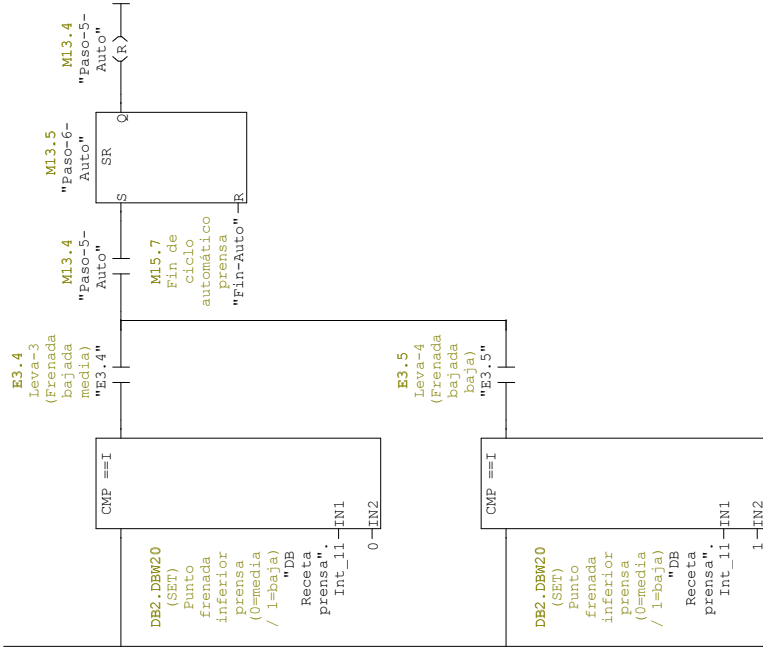 DB2.DBW20
(SET)
Punto
frenada
inferior
prensa
(0=media
/ 1=baja)
"DB
Receta
prensa".
Int_11
IN1
0
IN2
CMP ==I
E3.4
Leva-3
(Frenada
bajada
media)
"E3.4"
M13.4
"Paso-5-
Auto"
M15.7
Fin de
ciclo
automático
prensa
"Fin-Auto"
M13.5
"Paso-6-
Auto"
SR
S
R
Q
M13.4
"Paso-5-
Auto"
R
DB2.DBW20
(SET)
Punto
frenada
inferior
prensa
(0=media
/ 1=baja)
"DB
Receta
prensa".
Int_11
IN1
1
IN2
CMP ==I
E3.5
Leva-4
(Frenada
bajada
baja)
"E3.5"